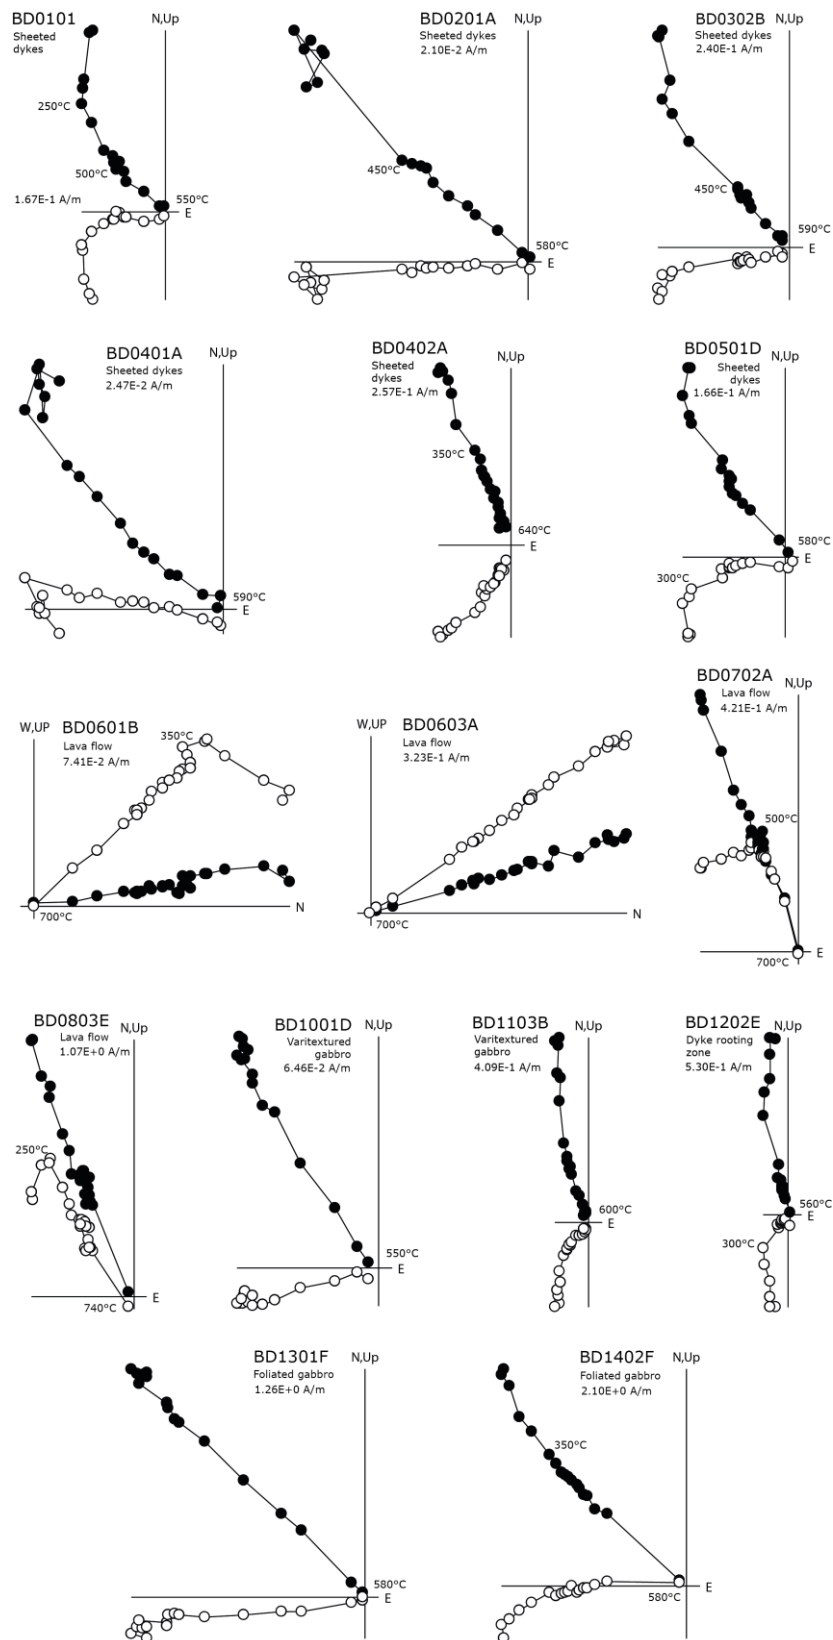 BD0101
Sheeted
dykes
N,Up
250°C
500°C
1.67E-1 A/m
550°C
E
BD0201A
Sheeted dykes
2.10E-2 A/m
N,Up
450°C
580°C
E
BD0302B
Sheeted dykes
2.40E-1 A/m
N,Up
450°C
590°C
E
BD0401A
Sheeted dykes
2.47E-2 A/m
N,Up
590°C
E
BD0402A
Sheeted
dykes
2.57E-1 A/m
N,Up
350°C
640°C
E
BD0501D
Sheeted
dykes
1.66E-1 A/m
N,Up
580°C
E
300°C
W,UP
BD0601B
Lava flow
7.41E-2 A/m
350°C
700°C
N
W,UP
BD0603A
Lava flow
3.23E-1 A/m
700°C
N
BD0702A
Lava flow
4.21E-1 A/m
N,Up
500°C
700°C
E
BD0803E
Lava flow
1.07E+0 A/m
N,Up
250°C
740°C
E
BD1001D
Varitextured
gabbro
6.46E-2 A/m
N,Up
550°C
E
BD1103B
Varitextured
gabbro
4.09E-1 A/m
N,Up
600°C
E
BD1202E
Dyke rooting
zone
5.30E-1 A/m
N,Up
560°C
E
300°C
BD1301F
Foliated gabbro
1.26E+0 A/m
N,Up
580°C
E
BD1402F
Foliated gabbro
2.10E+0 A/m
N,Up
350°C
580°C
E